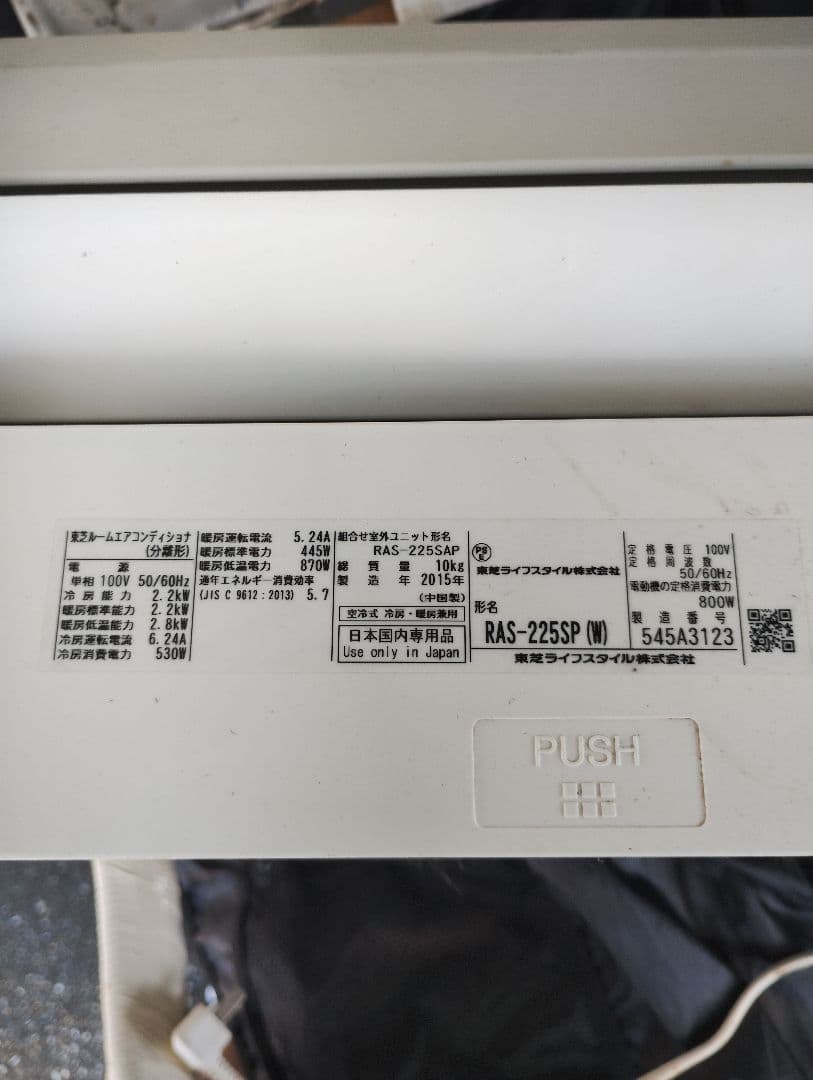 東芝ルームエアコンディショナ
(分離形)
電 源
単相 100V 50/60Hz
冷 房 能 力 2.2kW
暖房標準能力 2.2kW
暖房低温能力 2.8kW
冷房運転電流 6.24A
冷房消費電力 530W
暖房運転電流 5.24A
暖房標準電力 445W
暖房低温電力 870W
通年エネルギー消費効率
(JIS C 9612:2013) 5.7
組合せ室外ユニット形名
RAS-225SAP
総 質 量 10kg
製 造 年 2015年
(中国製)
空冷式 冷房・暖房兼用
日本国内専用品
Use only in Japan
PS
E
東芝ライフスタイル株式会社
形名
RAS-225SP(W)
定 格 電 圧 100V
定 格 周 波 数
50/60Hz
電動機の定格消費電力
800W
製 造 番 号
545A3123
東芝ライフスタイル株式会社
PUSH